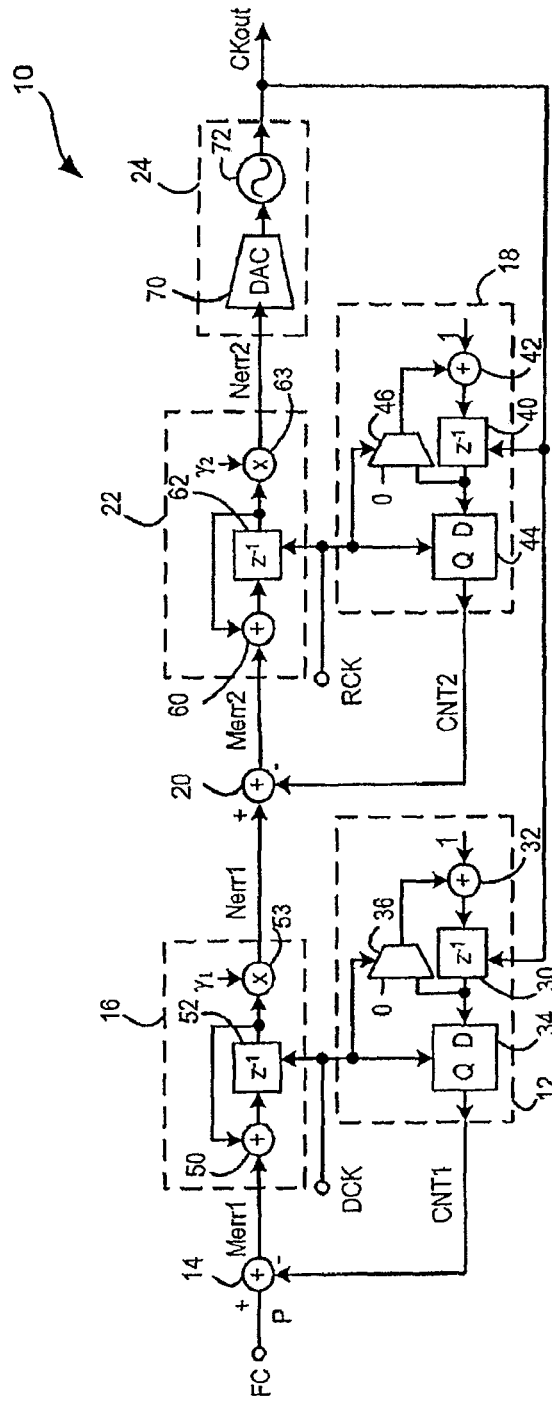 10
24
CKout
72
DAC
70
Nerr2
22
γ2
63
x
62
z-1
+
60
18
1
42
+
46
40
z-1
0
Q D
44
RCK
CNT2
Merr2
+
20
+
-
Nerr1
16
γ1
53
x
52
z-1
+
50
1
32
+
36
30
z-1
0
Q D
34
12
DCK
CNT1
Merr1
14
+
+
-
P
FC